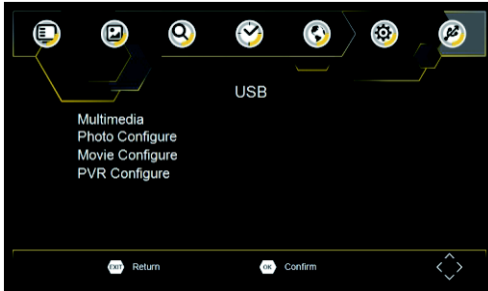 USB
Multimedia
Photo Configure
Movie Configure
PVR Configure
EXIT Return
OK Confirm